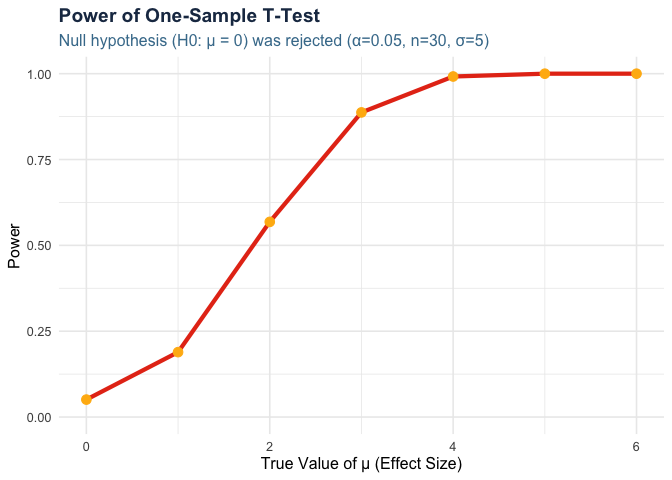 Power of One-Sample T-Test
Null hypothesis (H0: μ = 0) was rejected (α=0.05, n=30, σ=5)
1.00
0.75
0.50
0.25
0.00
Power
0 2 4 6
True Value of μ (Effect Size)